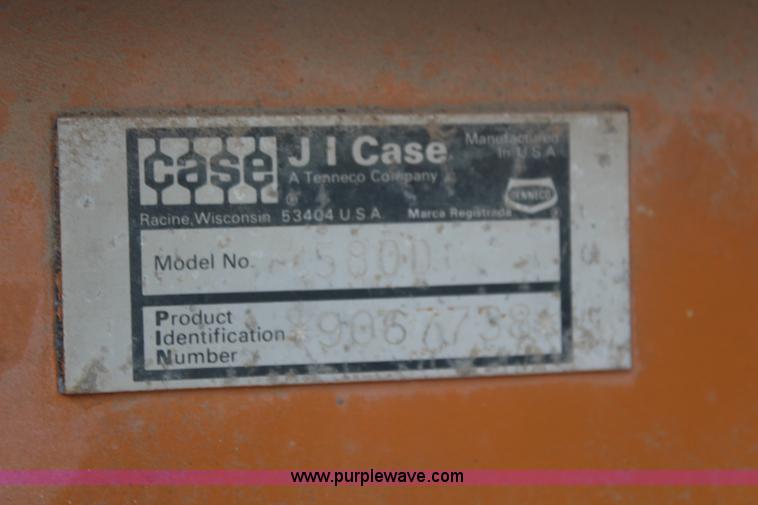 case
J I Case
A Tenneco Company
Manufactured
In U.S.A.
TENNECO
Racine, Wisconsin 53404 U.S.A. Marca Registrada ®
Model No. 580D
Product
Identification *9067738*
Number
www.purplewave.com